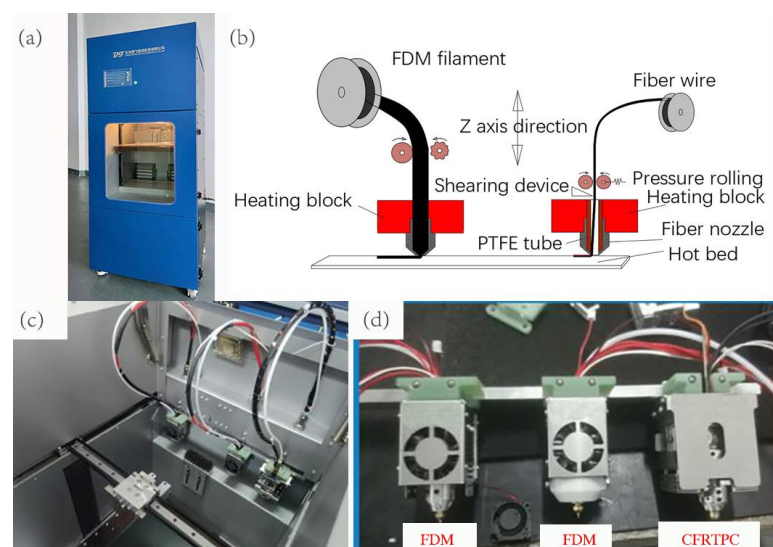 (a)
(b)
FDM filament
Fiber wire
Z axis direction
Shearing device
Pressure rolling
Heating block
Heating block
PTFE tube
Fiber nozzle
Hot bed
(c)
(d)
FDM
FDM
CFRTPC